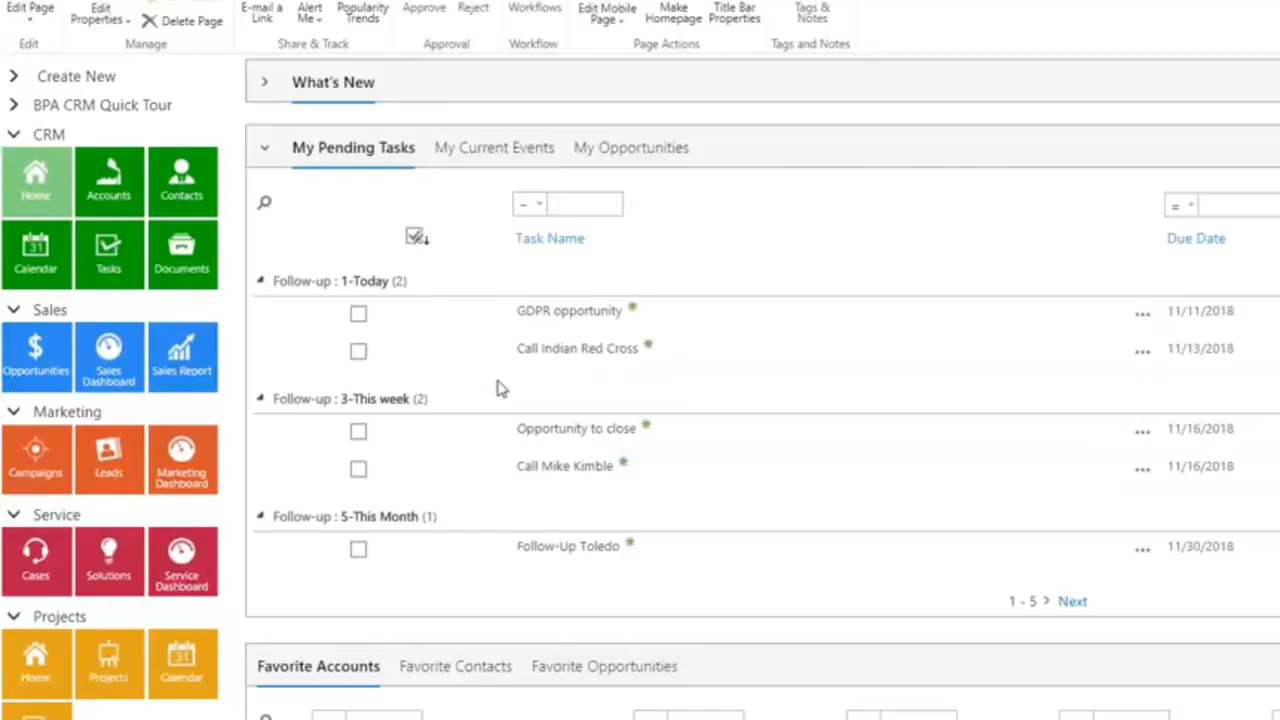 Edit Page
Edit Properties
Delete Page
E-mail a Link
Alert Me
Popularity Trends
Approve
Reject
Workflows
Edit Mobile Page
Make Homepage
Title Bar Properties
Tags & Notes
Edit
Manage
Share & Track
Approval
Workflow
Page Actions
Tags and Notes
Create New
BPA CRM Quick Tour
CRM
Home
Accounts
Contacts
31
Calendar
Tasks
Documents
Sales
$
Opportunities
Sales Dashboard
Sales Report
Marketing
Campaigns
Leads
Marketing Dashboard
Service
Cases
Solutions
Service Dashboard
Projects
Home
Projects
31
Calendar
What's New
My Pending Tasks
My Current Events
My Opportunities
~
=
Task Name
Due Date
Follow-up : 1-Today (2)
GDPR opportunity ... 11/11/2018
Call Indian Red Cross ... 11/13/2018
Follow-up : 3-This week (2)
Opportunity to close ... 11/16/2018
Call Mike Kimble ... 11/16/2018
Follow-up : 5-This Month (1)
Follow-Up Toledo ... 11/30/2018
1 - 5 > Next
Favorite Accounts
Favorite Contacts
Favorite Opportunities